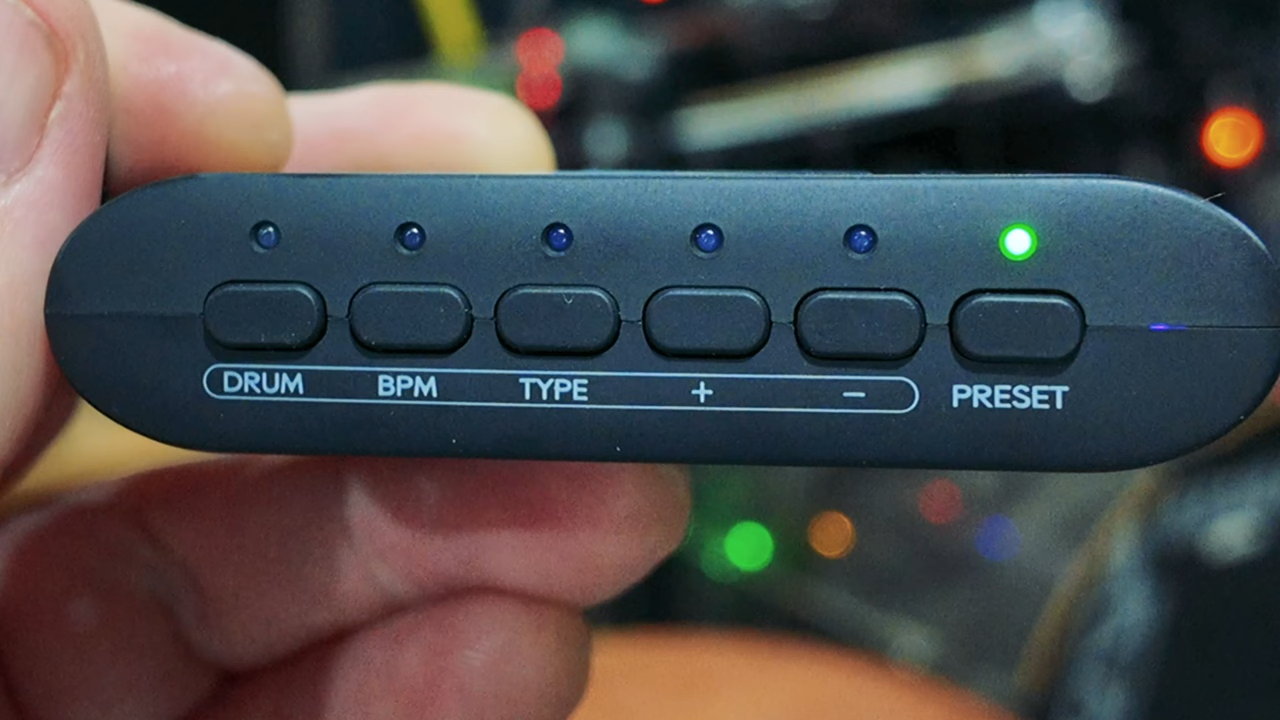 DRUM BPM TYPE + − PRESET